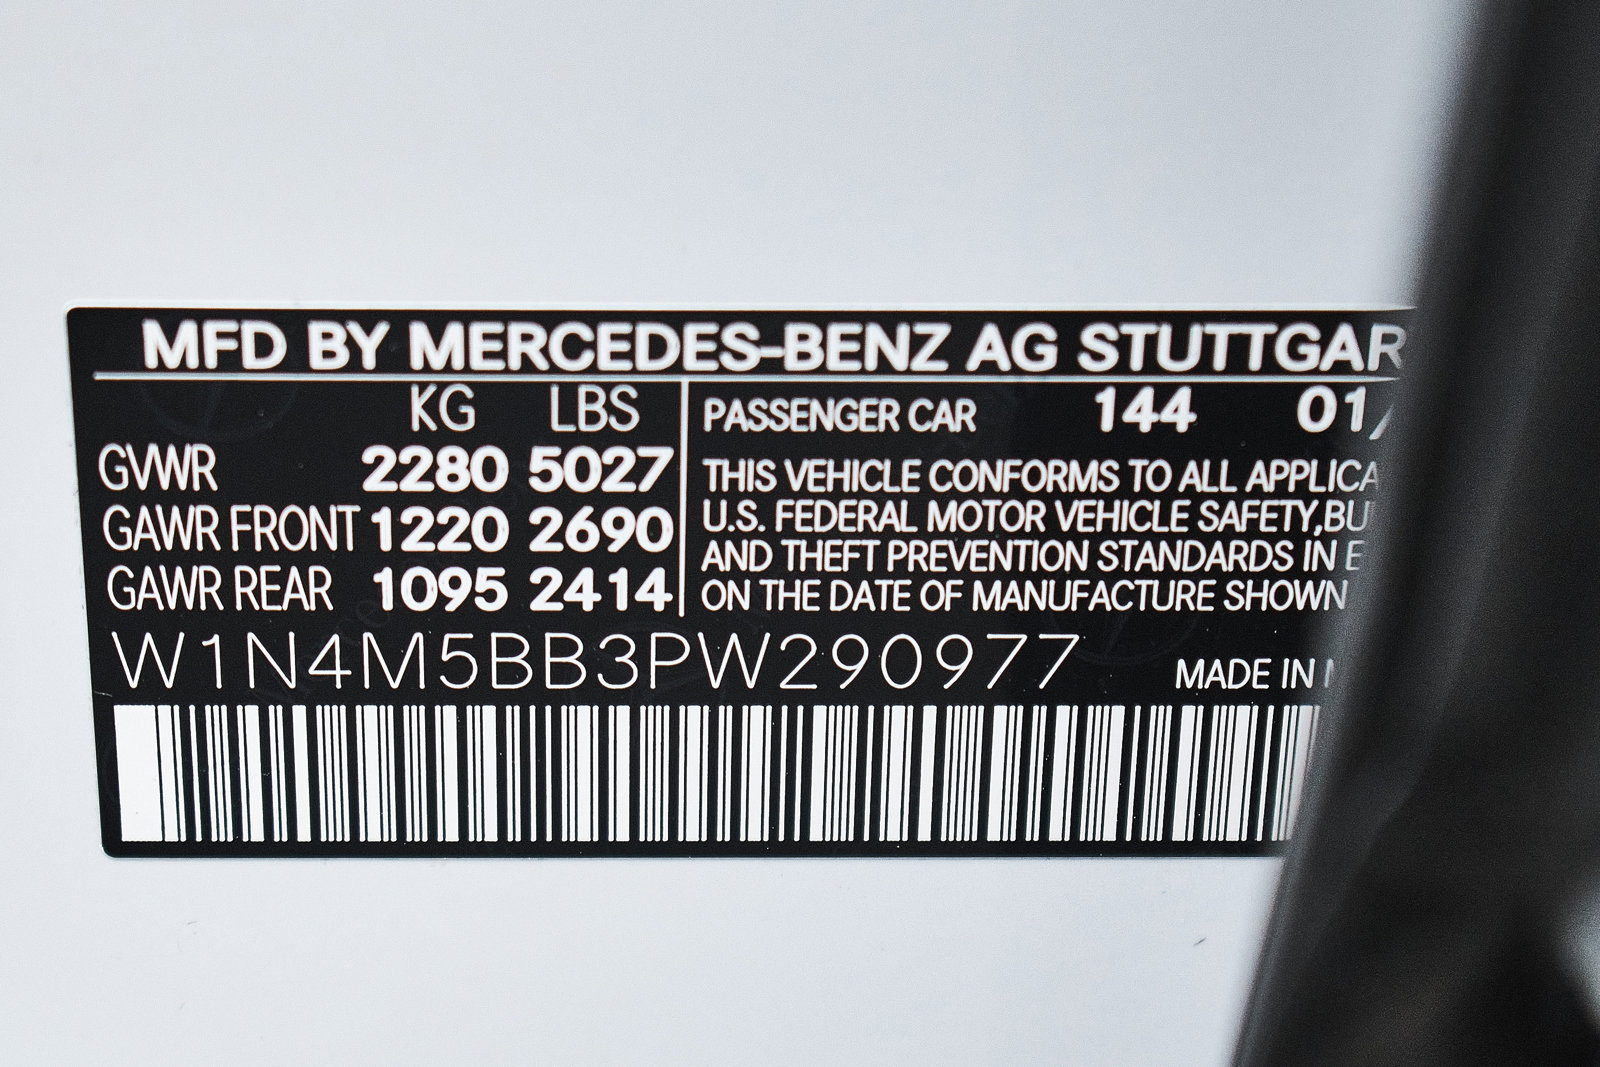 MFD BY MERCEDES-BENZ AG STUTTGAR
KG LBS
GVWR 2280 5027
GAWR FRONT 1220 2690
GAWR REAR 1095 2414
PASSENGER CAR 144 01/
THIS VEHICLE CONFORMS TO ALL APPLICA
U.S. FEDERAL MOTOR VEHICLE SAFETY,BU
AND THEFT PREVENTION STANDARDS IN E
ON THE DATE OF MANUFACTURE SHOWN
W1N4M5BB3PW290977
MADE IN